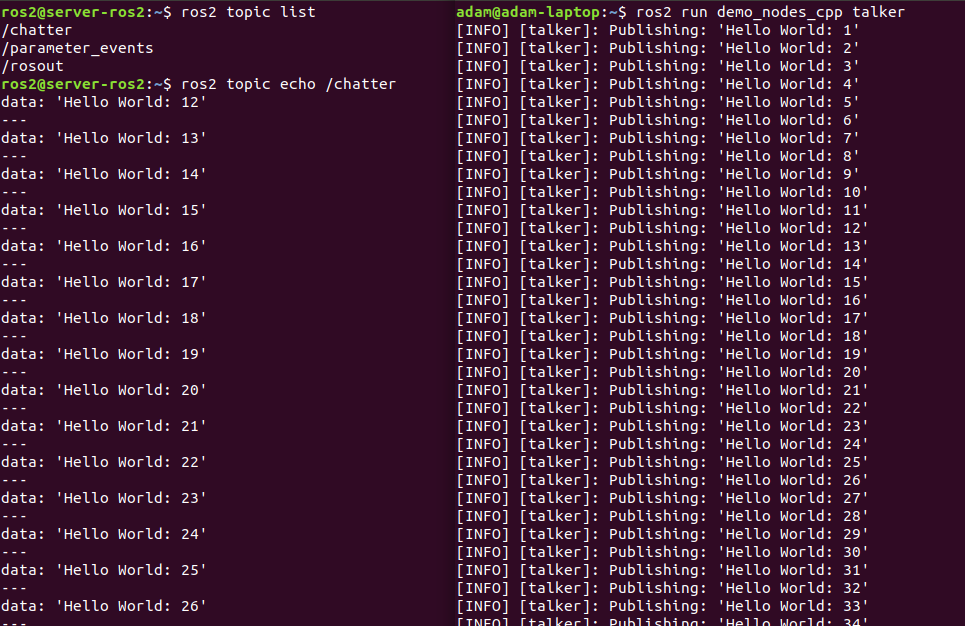 ros2@server-ros2:~$ ros2 topic list
/chatter
/parameter_events
/rosout
ros2@server-ros2:~$ ros2 topic echo /chatter
data: 'Hello World: 12'
---
data: 'Hello World: 13'
---
data: 'Hello World: 14'
---
data: 'Hello World: 15'
---
data: 'Hello World: 16'
---
data: 'Hello World: 17'
---
data: 'Hello World: 18'
---
data: 'Hello World: 19'
---
data: 'Hello World: 20'
---
data: 'Hello World: 21'
---
data: 'Hello World: 22'
---
data: 'Hello World: 23'
---
data: 'Hello World: 24'
---
data: 'Hello World: 25'
---
data: 'Hello World: 26'
---
adam@adam-laptop:~$ ros2 run demo_nodes_cpp talker
[INFO] [talker]: Publishing: 'Hello World: 1'
[INFO] [talker]: Publishing: 'Hello World: 2'
[INFO] [talker]: Publishing: 'Hello World: 3'
[INFO] [talker]: Publishing: 'Hello World: 4'
[INFO] [talker]: Publishing: 'Hello World: 5'
[INFO] [talker]: Publishing: 'Hello World: 6'
[INFO] [talker]: Publishing: 'Hello World: 7'
[INFO] [talker]: Publishing: 'Hello World: 8'
[INFO] [talker]: Publishing: 'Hello World: 9'
[INFO] [talker]: Publishing: 'Hello World: 10'
[INFO] [talker]: Publishing: 'Hello World: 11'
[INFO] [talker]: Publishing: 'Hello World: 12'
[INFO] [talker]: Publishing: 'Hello World: 13'
[INFO] [talker]: Publishing: 'Hello World: 14'
[INFO] [talker]: Publishing: 'Hello World: 15'
[INFO] [talker]: Publishing: 'Hello World: 16'
[INFO] [talker]: Publishing: 'Hello World: 17'
[INFO] [talker]: Publishing: 'Hello World: 18'
[INFO] [talker]: Publishing: 'Hello World: 19'
[INFO] [talker]: Publishing: 'Hello World: 20'
[INFO] [talker]: Publishing: 'Hello World: 21'
[INFO] [talker]: Publishing: 'Hello World: 22'
[INFO] [talker]: Publishing: 'Hello World: 23'
[INFO] [talker]: Publishing: 'Hello World: 24'
[INFO] [talker]: Publishing: 'Hello World: 25'
[INFO] [talker]: Publishing: 'Hello World: 26'
[INFO] [talker]: Publishing: 'Hello World: 27'
[INFO] [talker]: Publishing: 'Hello World: 28'
[INFO] [talker]: Publishing: 'Hello World: 29'
[INFO] [talker]: Publishing: 'Hello World: 30'
[INFO] [talker]: Publishing: 'Hello World: 31'
[INFO] [talker]: Publishing: 'Hello World: 32'
[INFO] [talker]: Publishing: 'Hello World: 33'
[INFO] [talker]: Publishing: 'Hello World: 34'